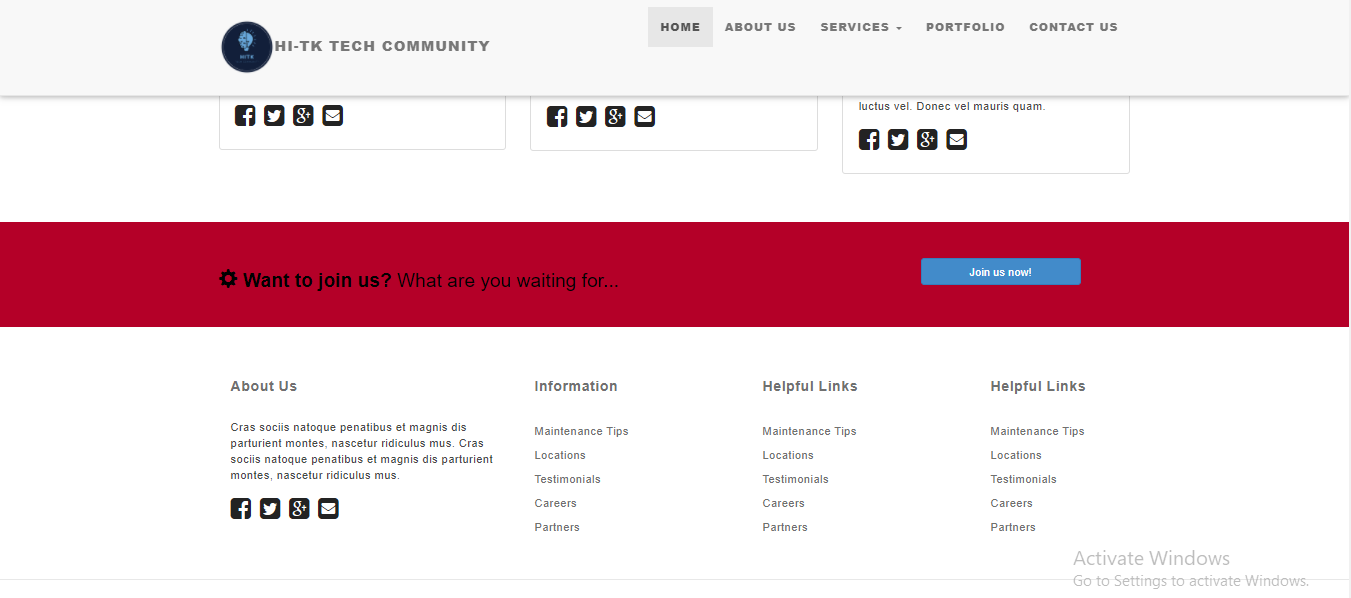 HITK
HI-TK TECH COMMUNITY
HOME ABOUT US SERVICES PORTFOLIO CONTACT US
luctus vel. Donec vel mauris quam.
Want to join us? What are you waiting for...
Join us now!
About Us
Cras sociis natoque penatibus et magnis dis
parturient montes, nascetur ridiculus mus. Cras
sociis natoque penatibus et magnis dis parturient
montes, nascetur ridiculus mus.
Information
Maintenance Tips
Locations
Testimonials
Careers
Partners
Helpful Links
Maintenance Tips
Locations
Testimonials
Careers
Partners
Helpful Links
Maintenance Tips
Locations
Testimonials
Careers
Partners
Activate Windows
Go to Settings to activate Windows.